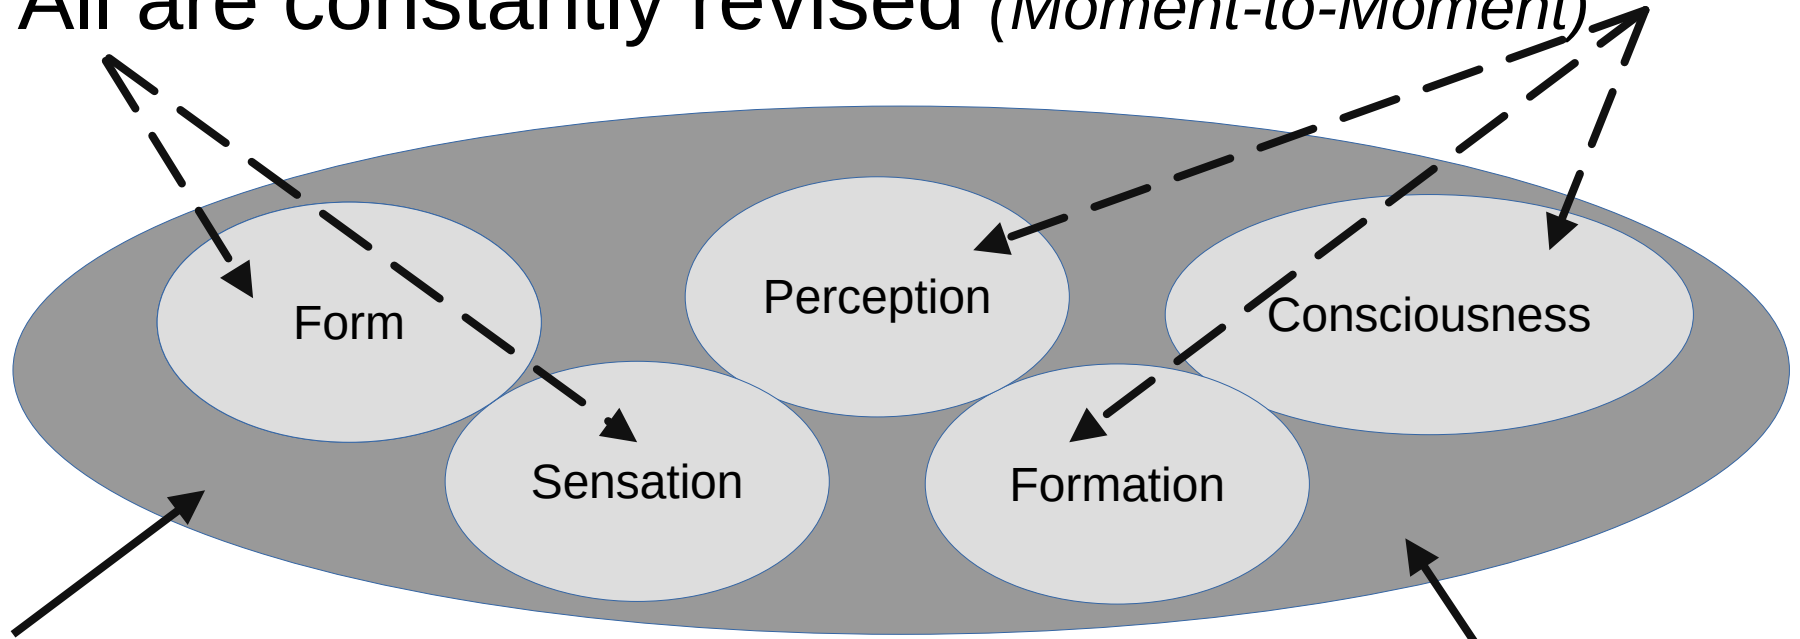 All are constantly revised (Moment-to-Moment)
Form
Perception
Consciousness
Sensation
Formation